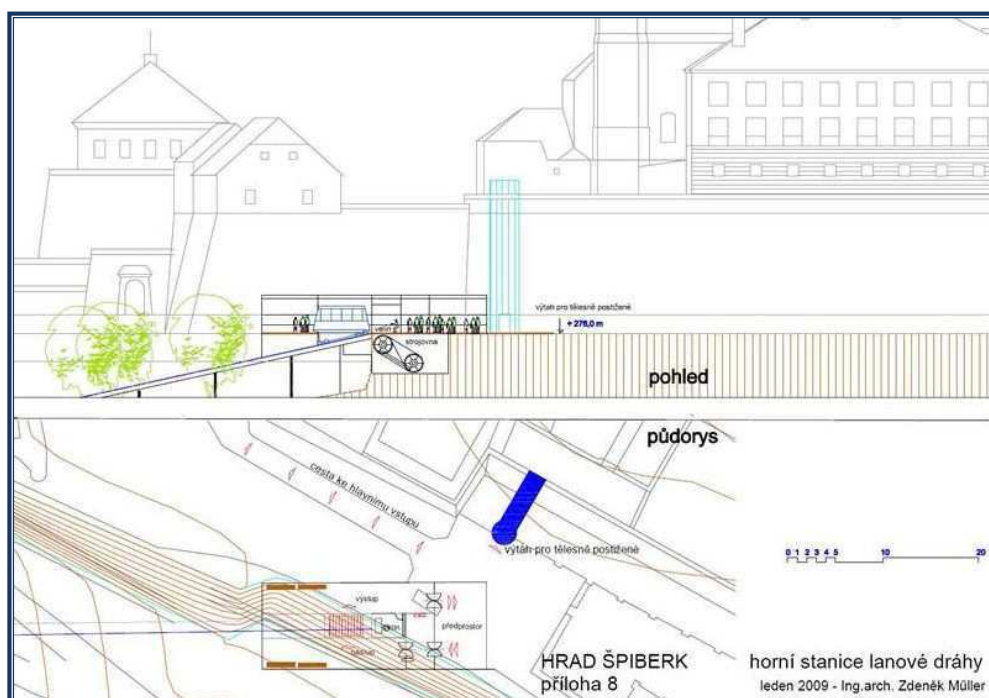 výtah pro tělesně postižené
+ 276,0 m
velín
strojovna
pohled
půdorys
cesta ke hlavnímu vstupu
výtah pro tělesně postižené
0 1 2 3 4 5 10 20
výstup
předprostor
nástup
HRAD ŠPIBERK
příloha 8
horní stanice lanové dráhy
leden 2009 - Ing.arch. Zdeněk Müller